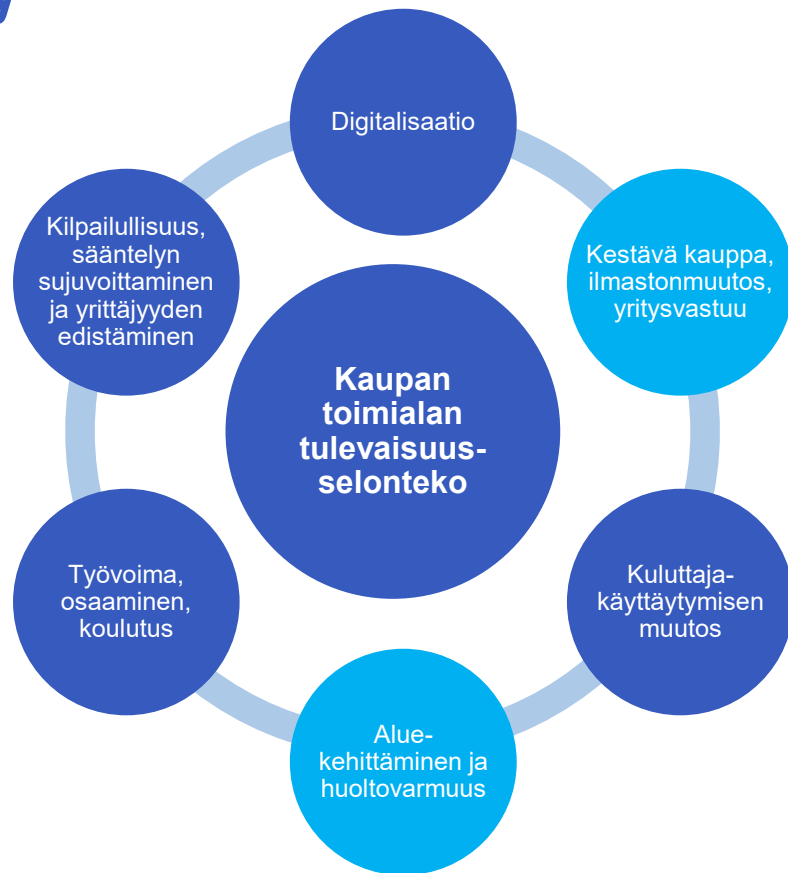 Digitalisaatio
Kestävä kauppa,
ilmastonmuutos,
yritysvastuu
Kuluttaja-
käyttäytymisen
muutos
Alue-
kehittäminen ja
huoltovarmuus
Työvoima,
osaaminen,
koulutus
Kilpailullisuus,
sääntelyn
sujuvoittaminen
ja yrittäjyyden
edistäminen
Kaupan
toimialan
tulevaisuus-
selonteko